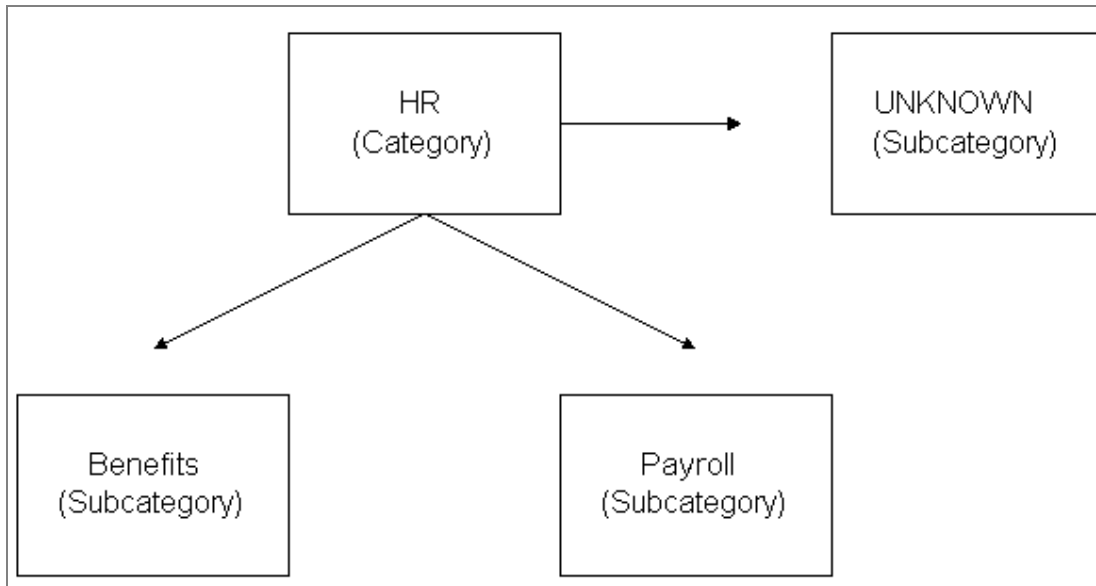 HR
(Category)
UNKNOWN
(Subcategory)
Benefits
(Subcategory)
Payroll
(Subcategory)